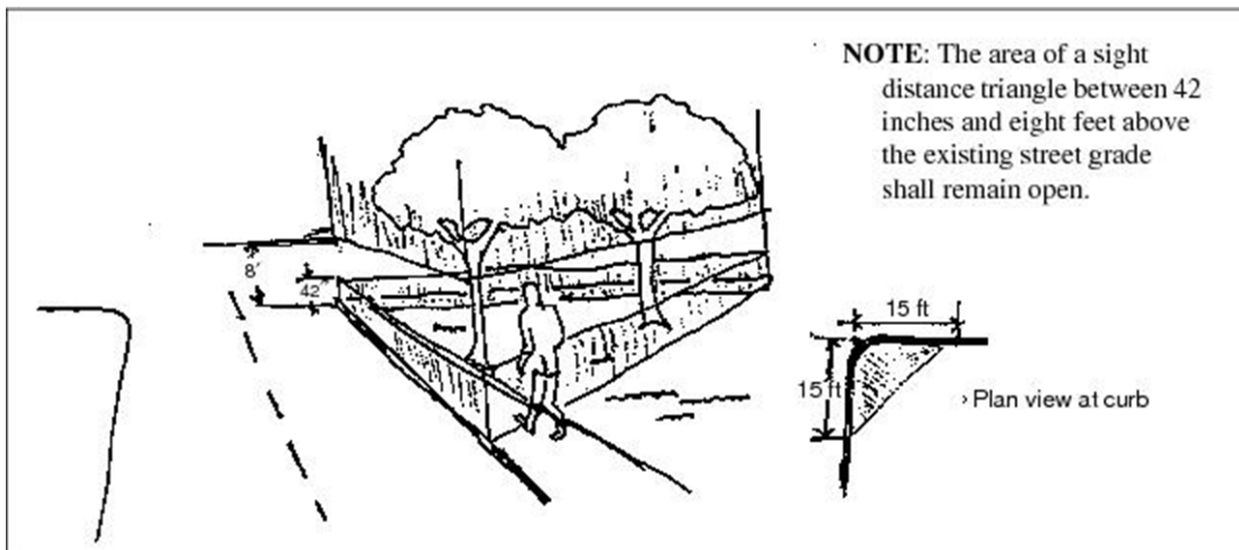 NOTE: The area of a sight
distance triangle between 42
inches and eight feet above
the existing street grade
shall remain open.
8'
42"
15 ft
15 ft
Plan view at curb